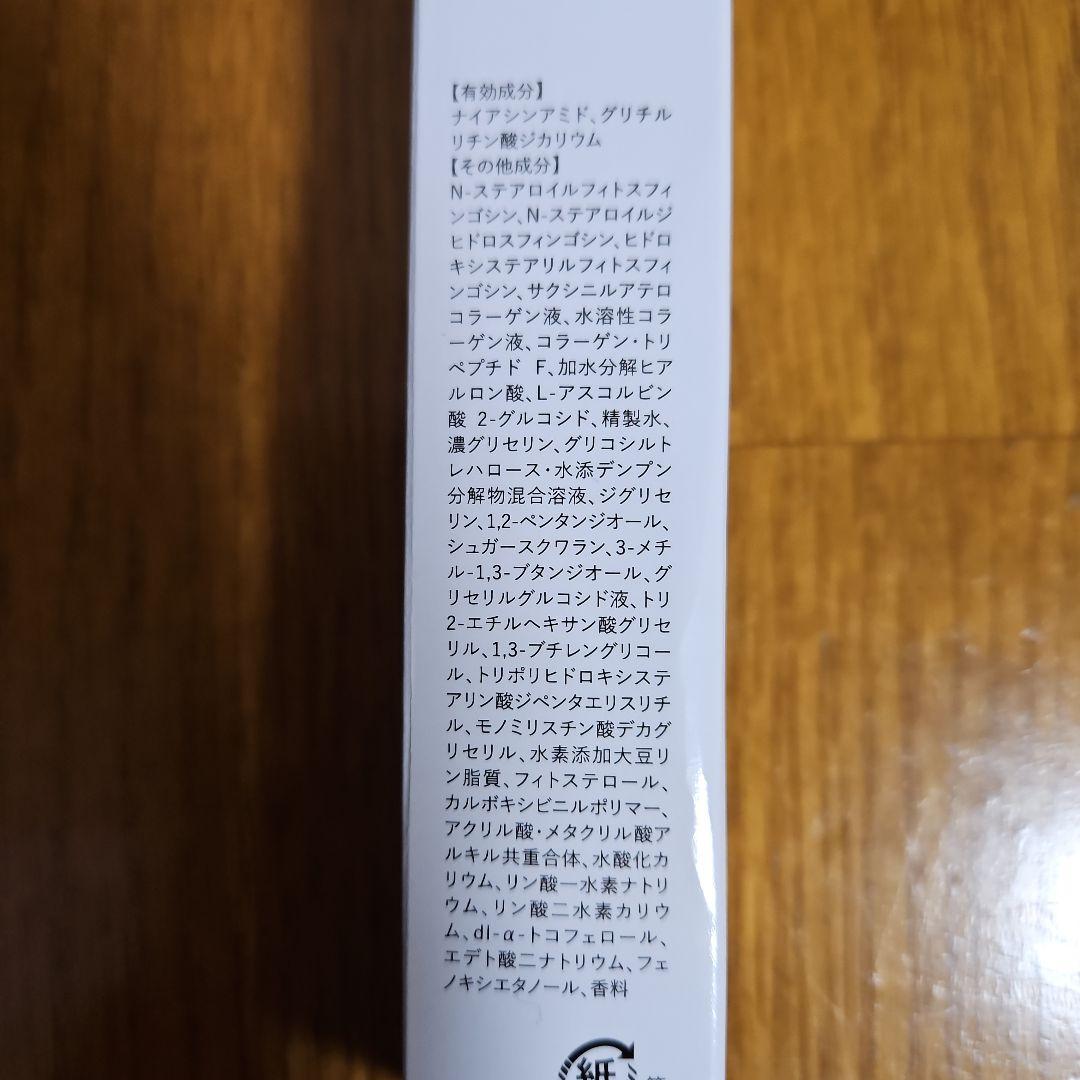 【有効成分】
ナイアシンアミド、グリチル
リチン酸ジカリウム
【その他成分】
N-ステアロイルフィトスフィ
ンゴシン、N-ステアロイルジ
ヒドロスフィンゴシン、ヒドロ
キシステアリルフィトスフィ
ンゴシン、サクシニルアテロ
コラーゲン液、水溶性コラ
ーゲン液、コラーゲン・トリ
ペプチド F、加水分解ヒア
ルロン酸、L-アスコルビン
酸 2-グルコシド、精製水、
濃グリセリン、グリコシルト
レハロース・水添デンプン
分解物混合溶液、ジグリセ
リン、1,2-ペンタンジオール、
シュガースクワラン、3-メチ
ル-1,3-ブタンジオール、グ
リセリルグルコシド液、トリ
2-エチルヘキサン酸グリセ
リル、1,3-ブチレングリコー
ル、トリポリヒドロキシステ
アリン酸ジペンタエリスリチ
ル、モノミリスチン酸デカグ
リセリル、水素添加大豆リ
ン脂質、フィトステロール、
カルボキシビニルポリマー、
アクリル酸・メタクリル酸ア
ルキル共重合体、水酸化カ
リウム、リン酸一水素ナトリ
ウム、リン酸二水素カリウ
ム、dl-α-トコフェロール、
エデト酸二ナトリウム、フェ
ノキシエタノール、香料
紙